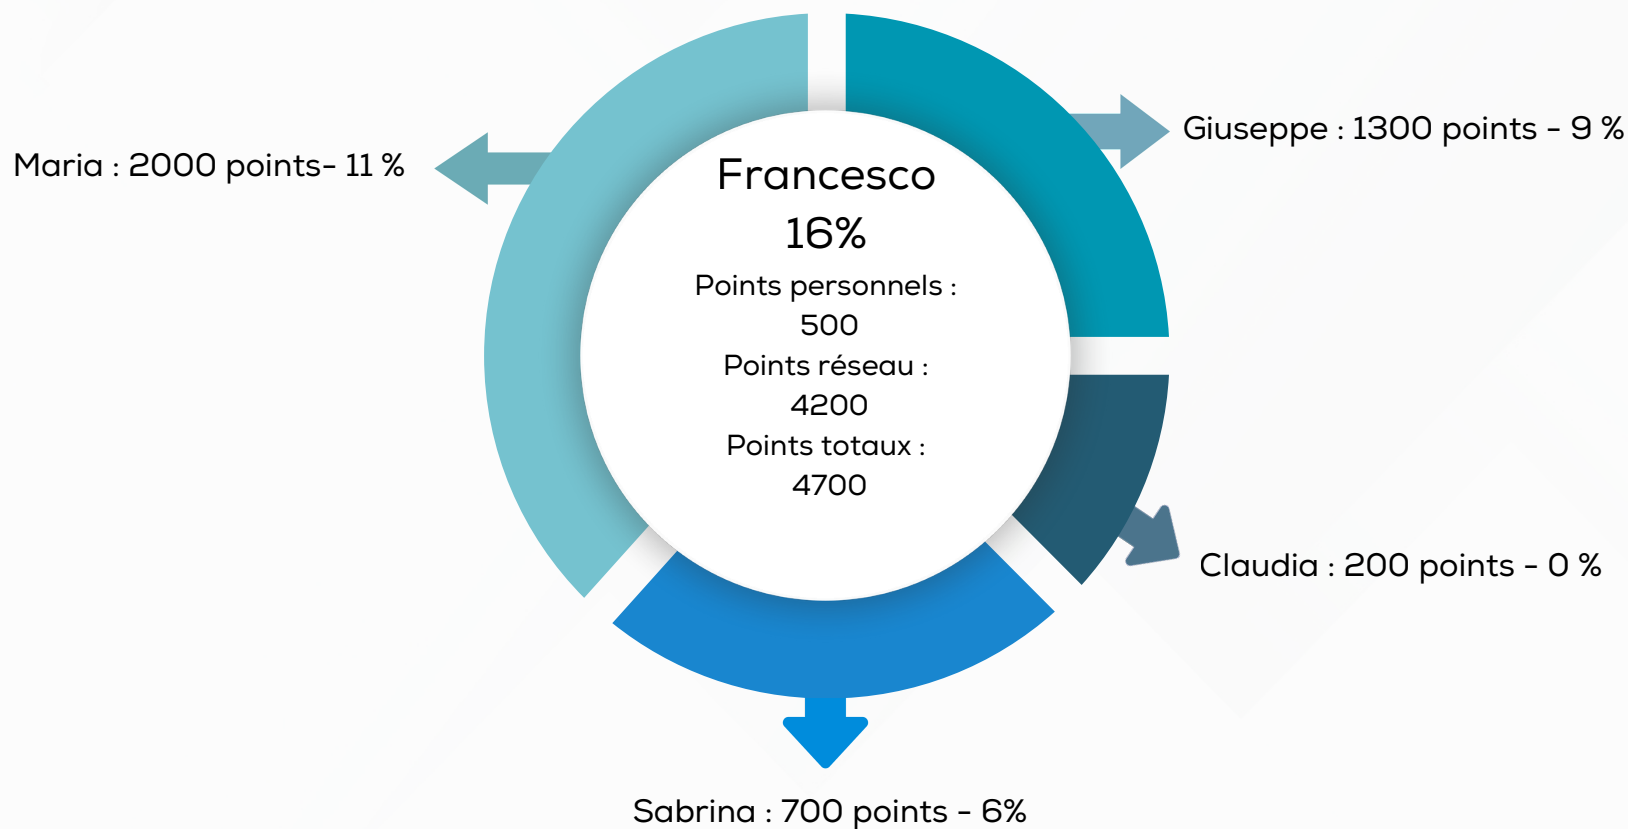 Francesco
16%
Points personnels :
500
Points réseau :
4200
Points totaux :
4700
Maria : 2000 points- 11 %
Giuseppe : 1300 points - 9 %
Claudia : 200 points - 0 %
Sabrina : 700 points - 6%